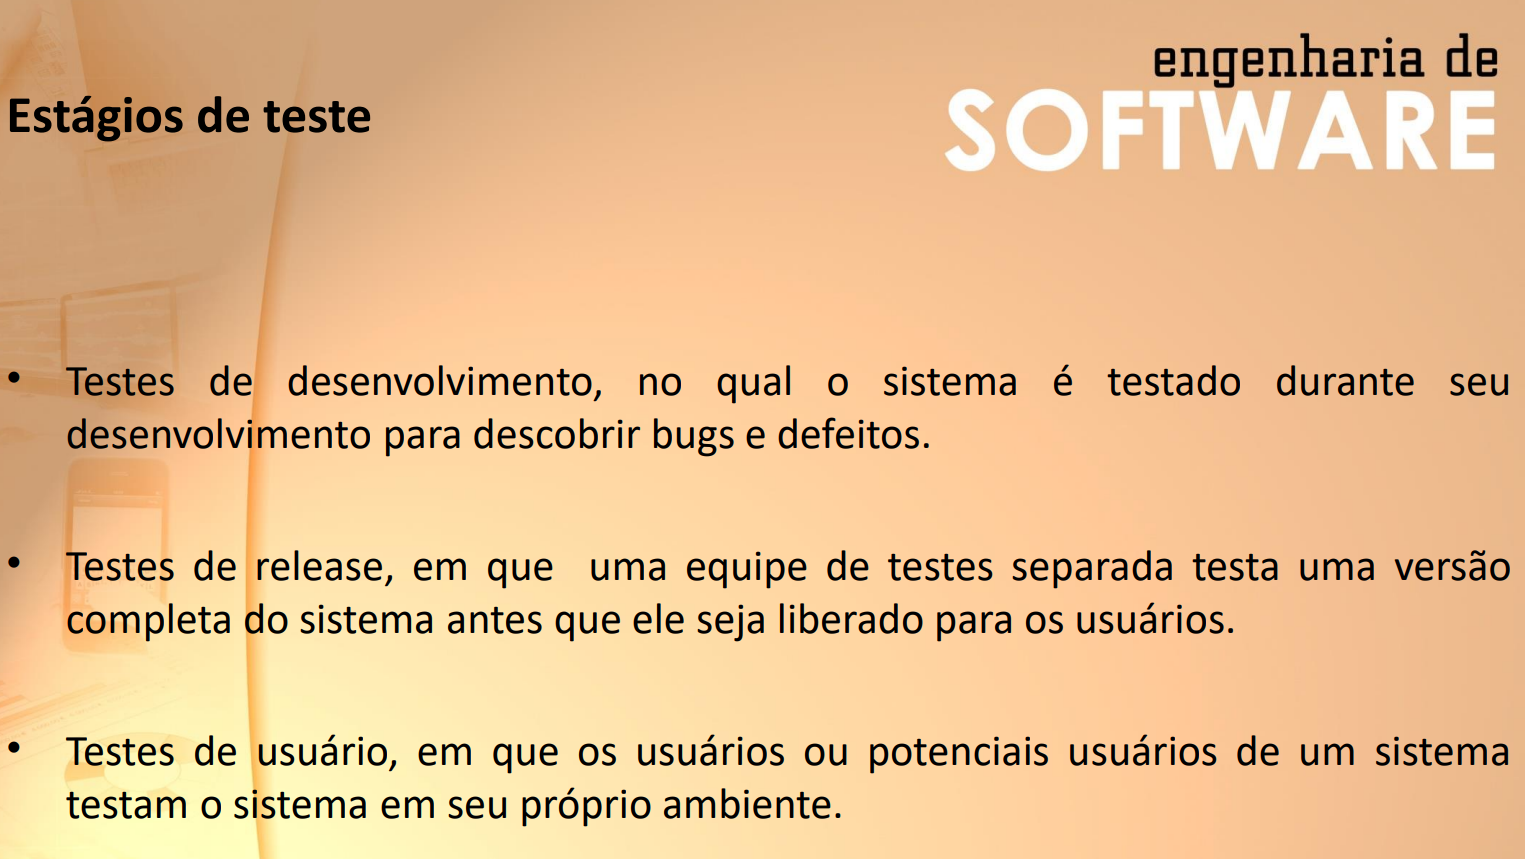 engenharia de
SOFTWARE
Estágios de teste
• Testes de desenvolvimento, no qual o sistema é testado durante seu
desenvolvimento para descobrir bugs e defeitos.
• Testes de release, em que uma equipe de testes separada testa uma versão
completa do sistema antes que ele seja liberado para os usuários.
• Testes de usuário, em que os usuários ou potenciais usuários de um sistema
testam o sistema em seu próprio ambiente.